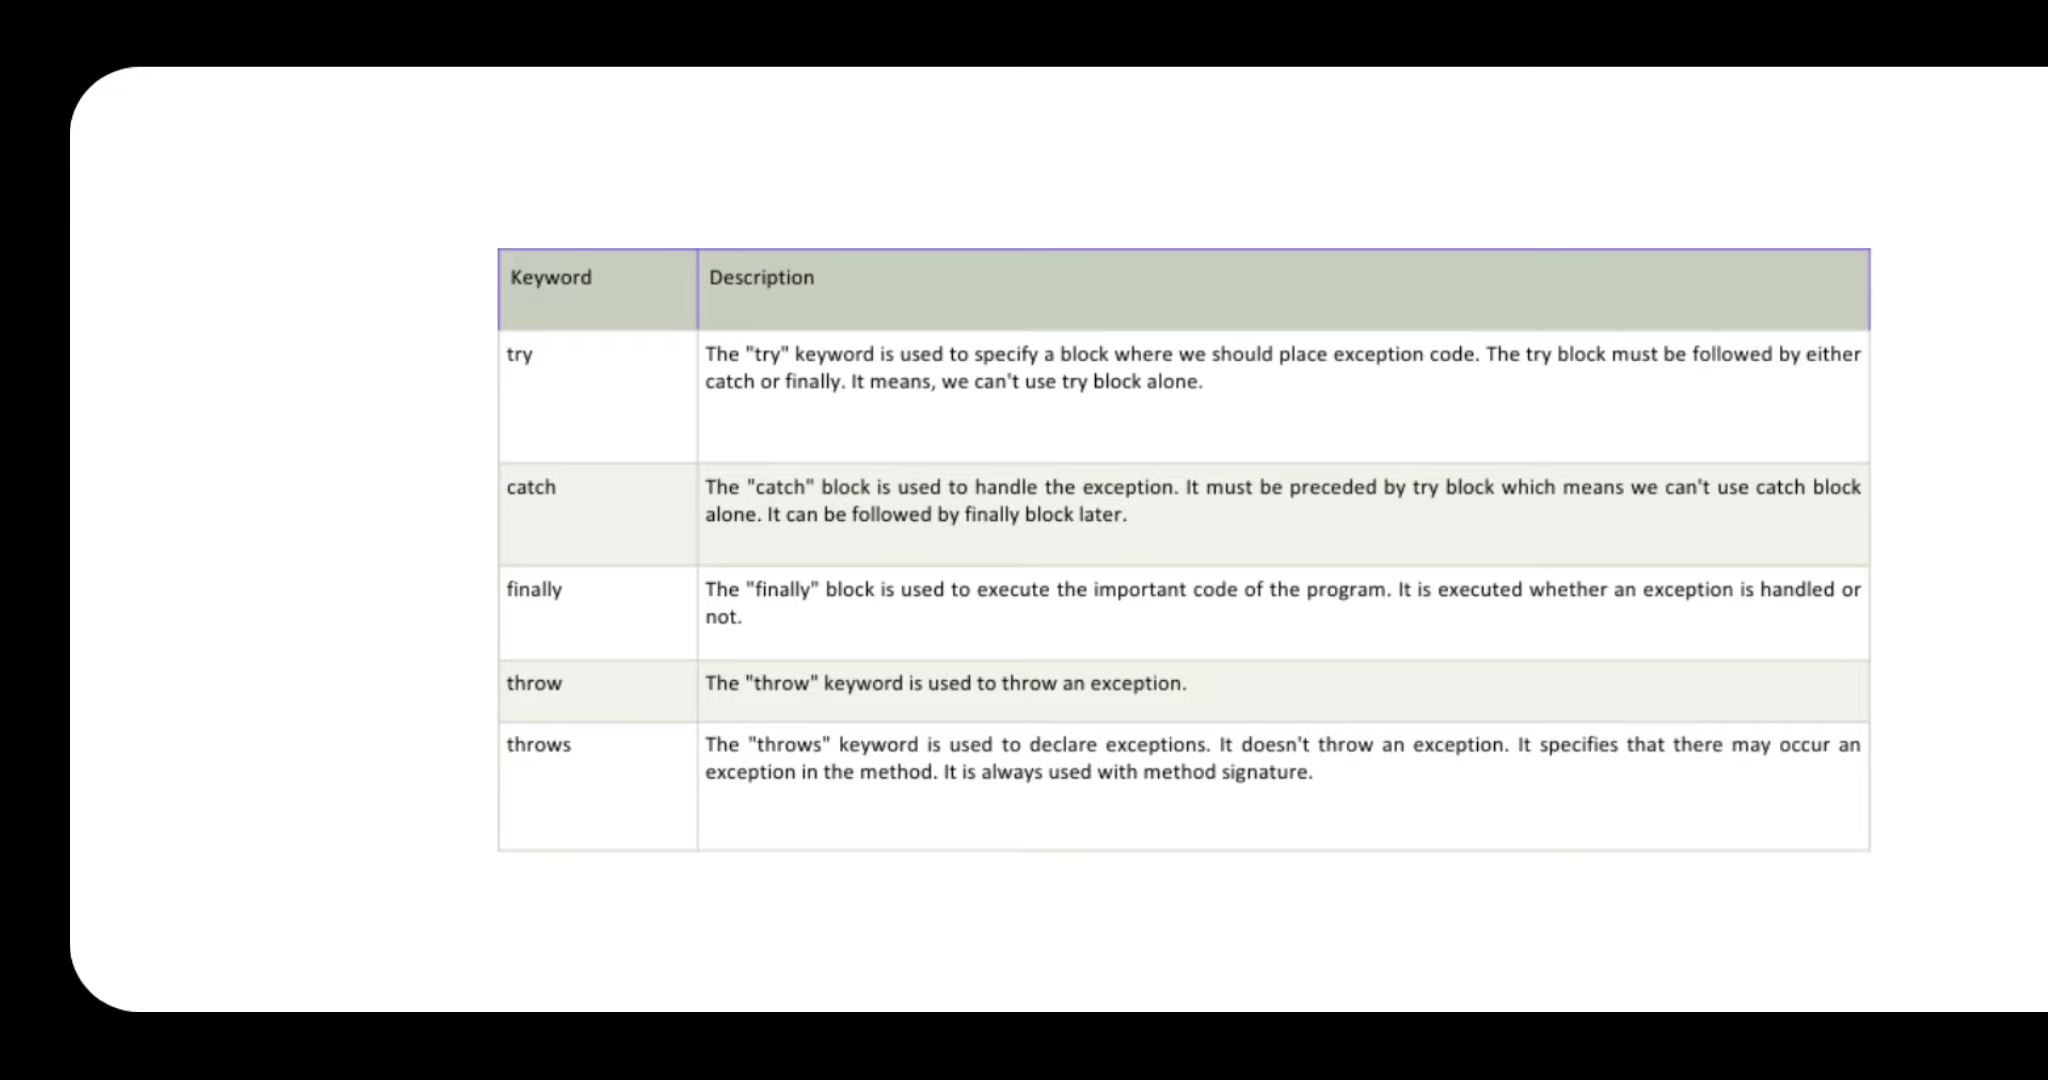 Keyword
Description
try
The "try" keyword is used to specify a block where we should place exception code. The try block must be followed by either
catch or finally. It means, we can't use try block alone.
catch
The "catch" block is used to handle the exception. It must be preceded by try block which means we can't use catch block
alone. It can be followed by finally block later.
finally
The "finally" block is used to execute the important code of the program. It is executed whether an exception is handled or
not.
throw
The "throw" keyword is used to throw an exception.
throws
The "throws" keyword is used to declare exceptions. It doesn't throw an exception. It specifies that there may occur an
exception in the method. It is always used with method signature.